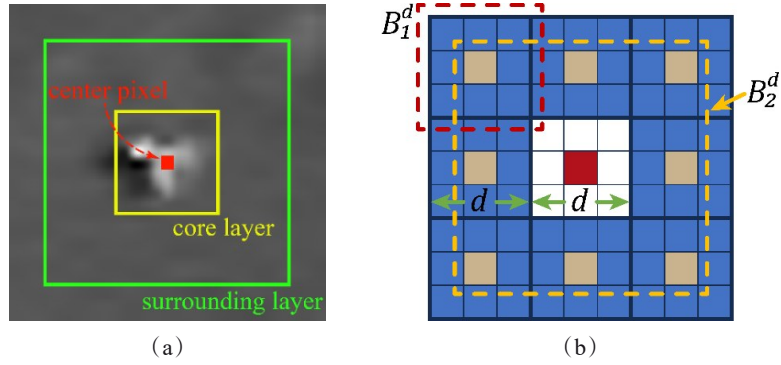 center pixel
core layer
surrounding layer
(a)
B₁ᵈ
B₂ᵈ
d
d
(b)